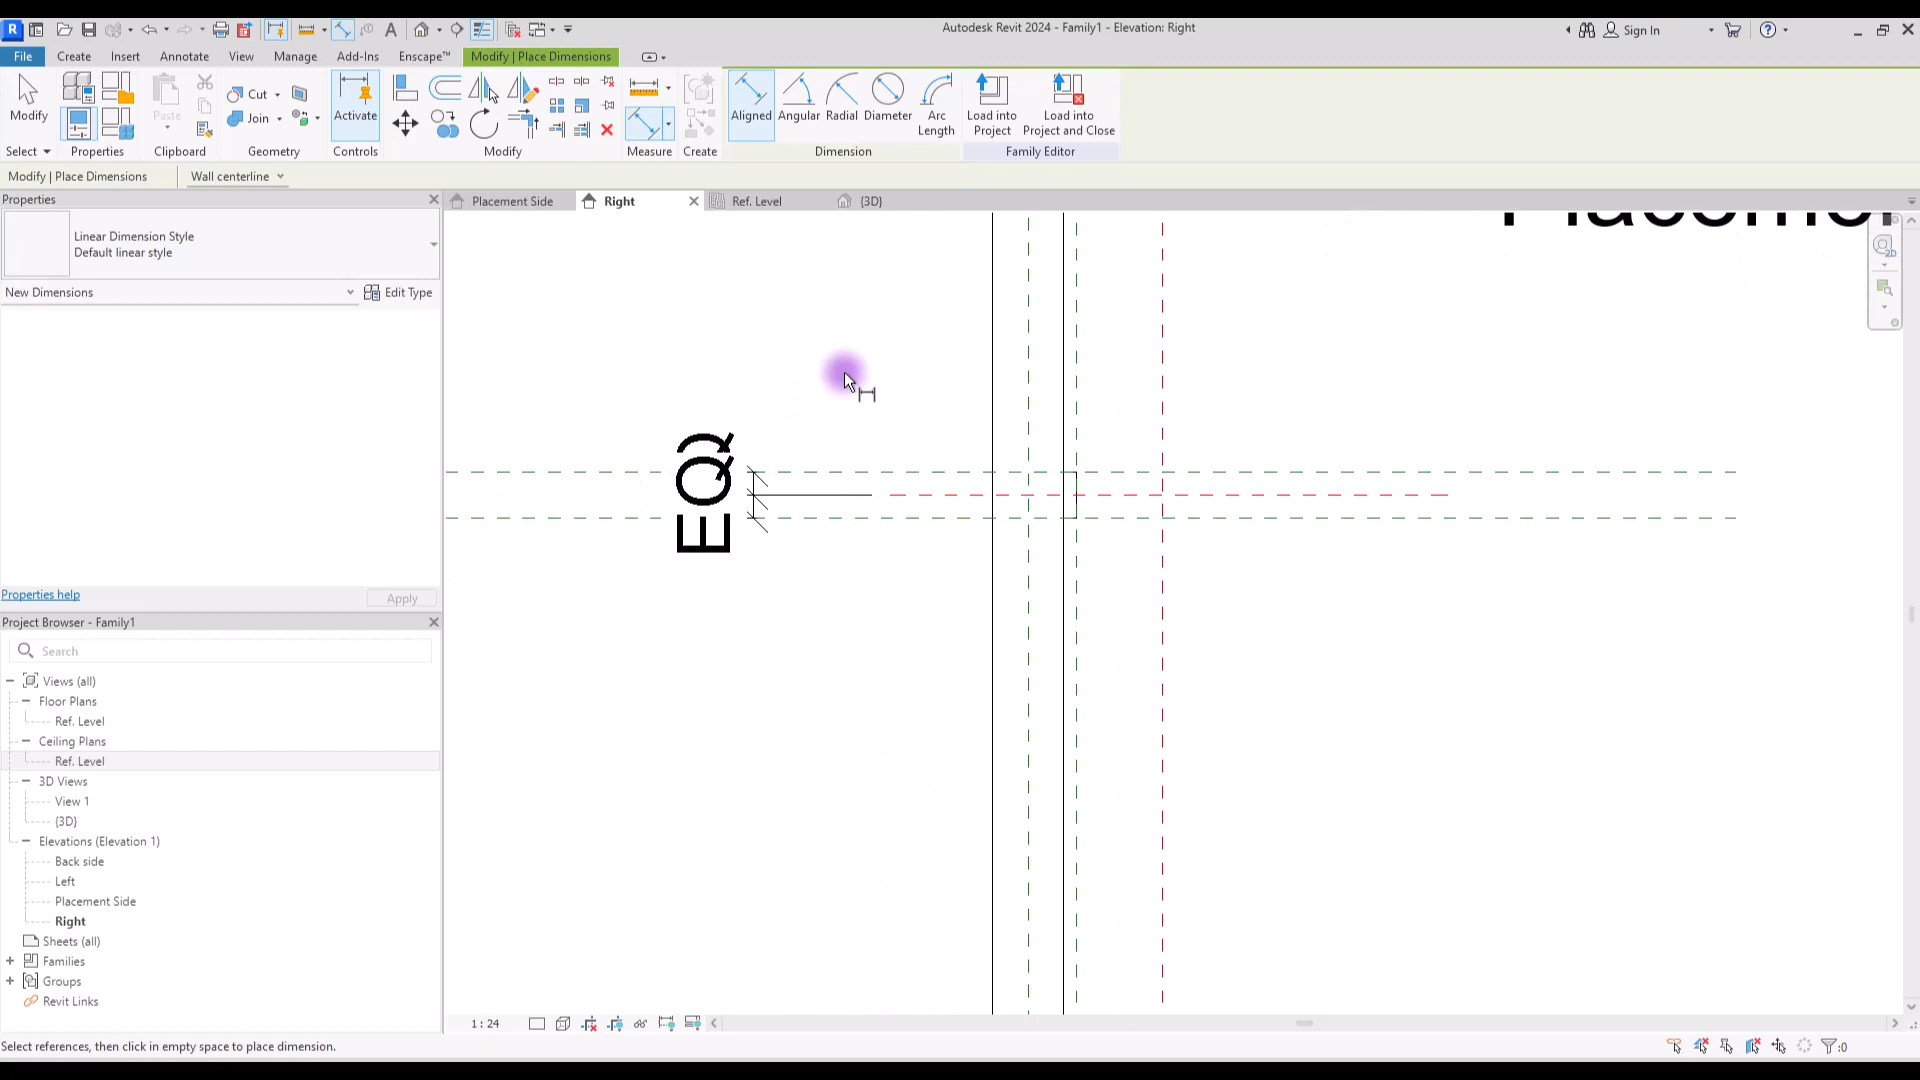 Autodesk Revit 2024 - Family1 - Elevation: Right
Sign In
File Create Insert Annotate View Manage Add-Ins Enscape™ Modify | Place Dimensions
Modify
Paste
Cut
Join
Activate
Aligned Angular Radial Diameter Arc Length
Load into Project
Load into Project and Close
Select Properties Clipboard Geometry Controls Modify Measure Create Dimension Family Editor
Modify | Place Dimensions Wall centerline
Properties
Placement Side Right Ref. Level {3D}
Linear Dimension Style
Default linear style
New Dimensions Edit Type
EQ
2D
Properties help Apply
Project Browser - Family1
Search
Views (all)
Floor Plans
Ref. Level
Ceiling Plans
Ref. Level
3D Views
View 1
{3D}
Elevations (Elevation 1)
Back side
Left
Placement Side
Right
Sheets (all)
Families
Groups
Revit Links
1 : 24
Select references, then click in empty space to place dimension.
:0